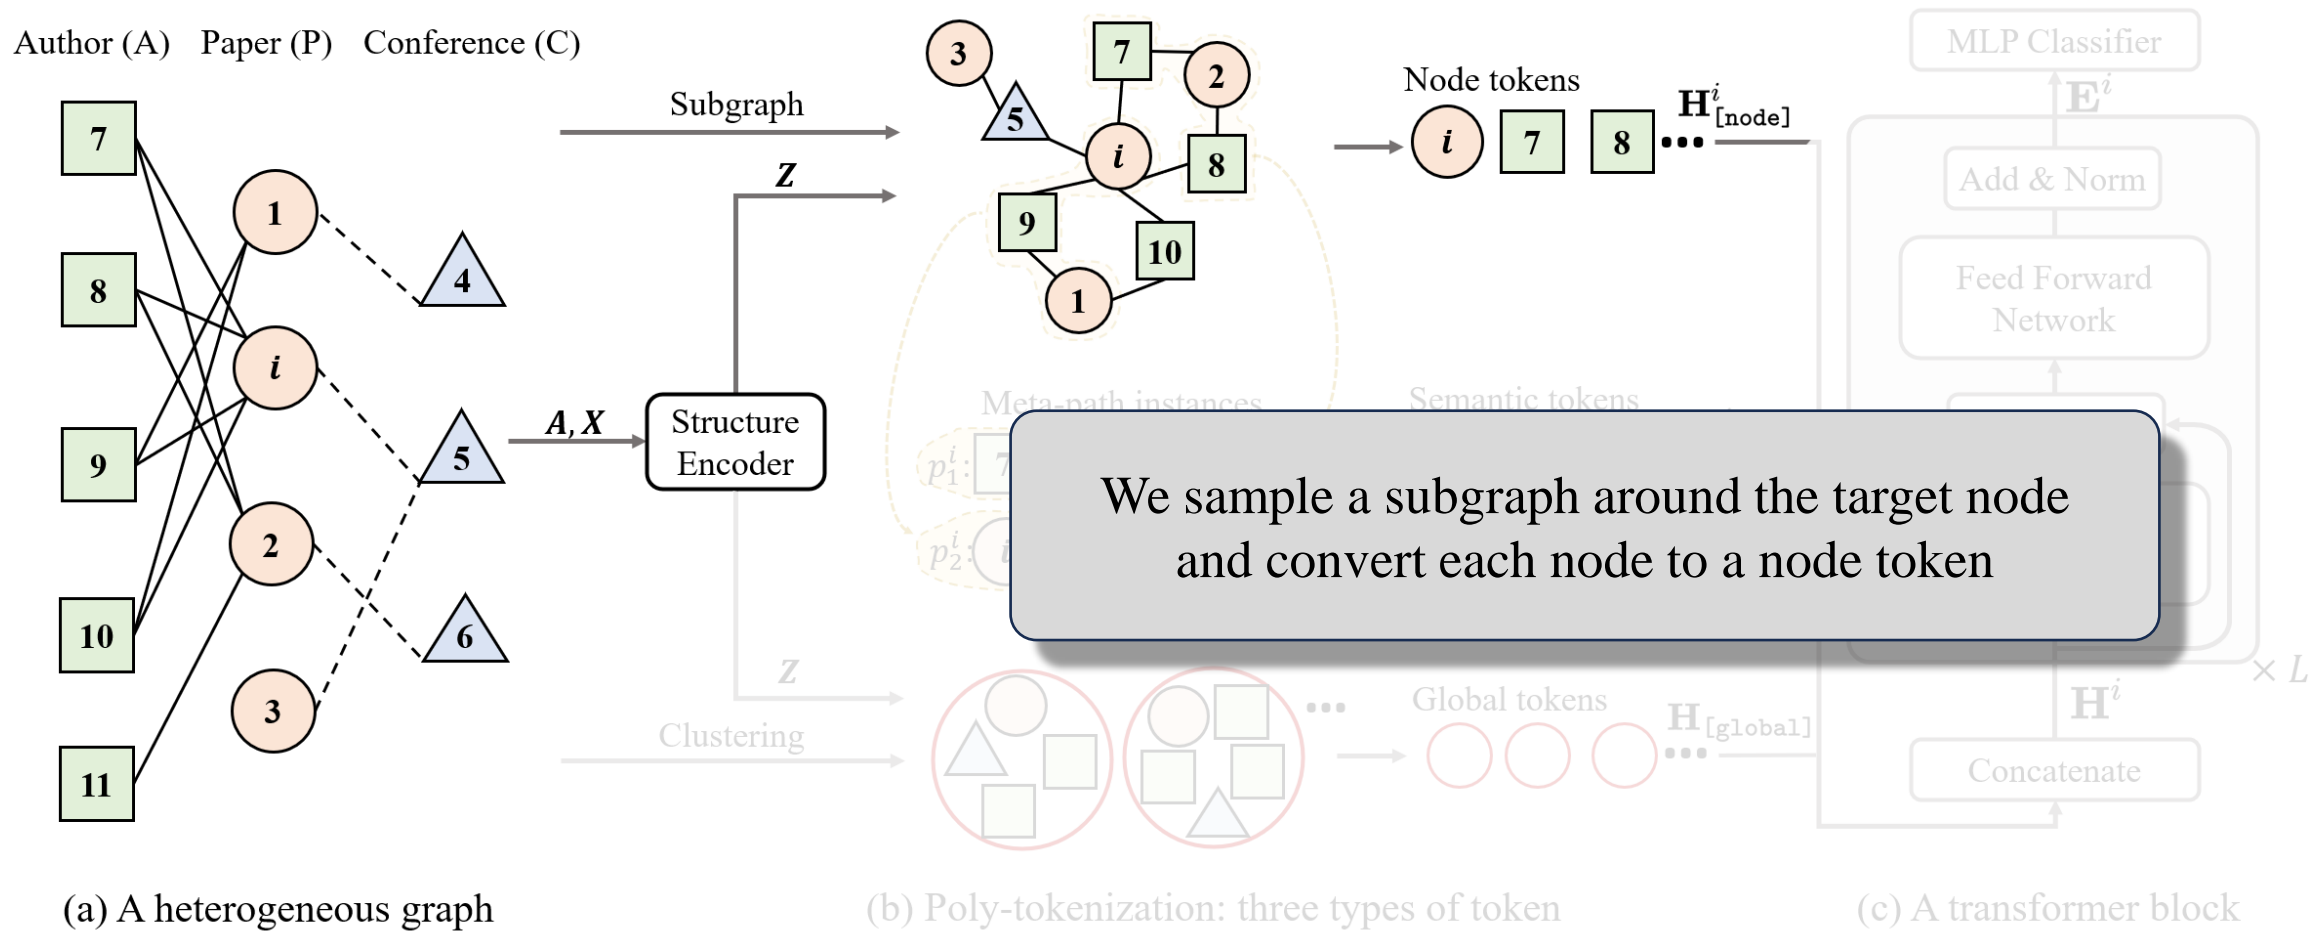 Author (A) Paper (P) Conference (C)
7
8
9
10
11
1
i
2
3
4
5
6
A, X
Structure
Encoder
Subgraph
Z
3
5
7
2
i
8
9
10
1
Node tokens
i 7 8 ...
H^i_[node]
Meta-path instances
p_1^i: 7
p_2^i: i
Semantic tokens
We sample a subgraph around the target node
and convert each node to a node token
Z
Clustering
...
Global tokens
...
H_[global]
MLP Classifier
E^i
Add & Norm
Feed Forward
Network
× L
H^i
Concatenate
(a) A heterogeneous graph
(b) Poly-tokenization: three types of token
(c) A transformer block